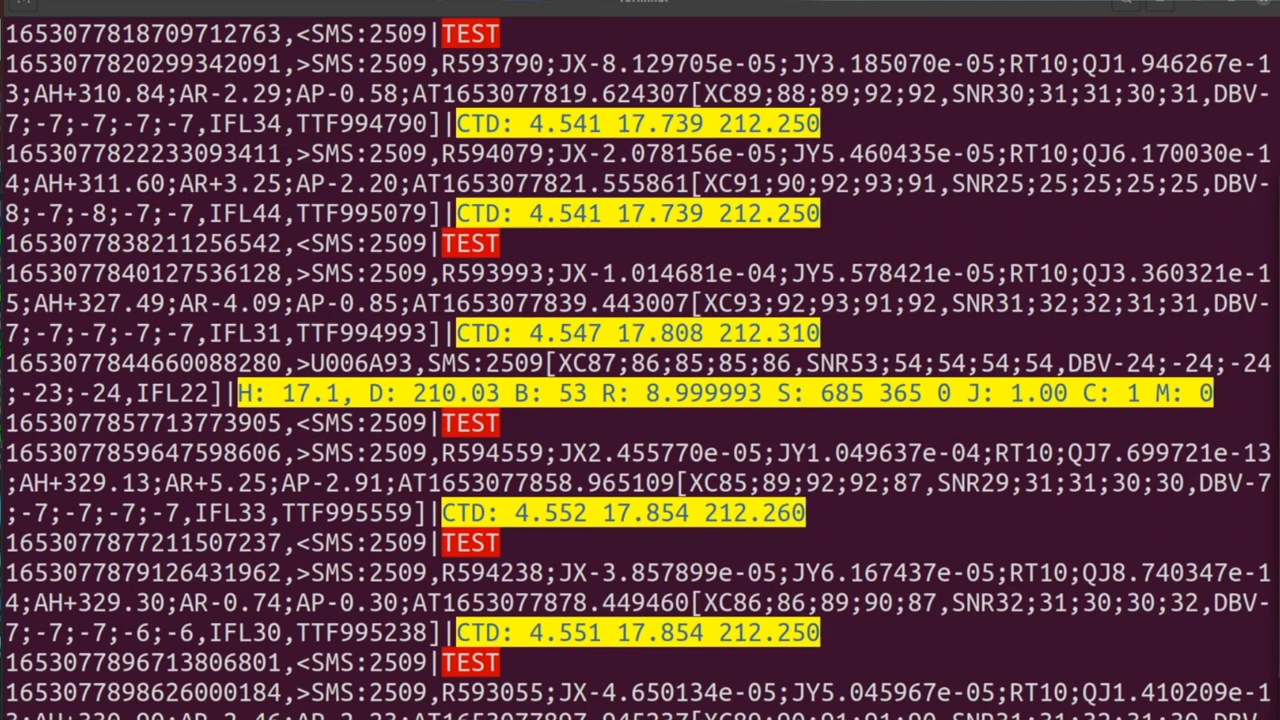 1653077818709712763,<SMS:2509|TEST
1653077820299342091,>SMS:2509,R593790;JX-8.129705e-05;JY3.185070e-05;RT10;QJ1.946267e-1
3;AH+310.84;AR-2.29;AP-0.58;AT1653077819.624307[XC89;88;89;92;92,SNR30;31;31;30;31,DBV-
7;-7;-7;-7;-7,IFL34,TTF994790]|CTD: 4.541 17.739 212.250
1653077822233093411,>SMS:2509,R594079;JX-2.078156e-05;JY5.460435e-05;RT10;QJ6.170030e-1
4;AH+311.60;AR+3.25;AP-2.20;AT1653077821.555861[XC91;90;92;93;91,SNR25;25;25;25;25,DBV-
8;-7;-8;-7;-7,IFL44,TTF995079]|CTD: 4.541 17.739 212.250
1653077838211256542,<SMS:2509|TEST
1653077840127536128,>SMS:2509,R593993;JX-1.014681e-04;JY5.578421e-05;RT10;QJ3.360321e-1
5;AH+327.49;AR-4.09;AP-0.85;AT1653077839.443007[XC93;92;93;91;92,SNR31;32;32;31;31,DBV-
7;-7;-7;-7;-7,IFL31,TTF994993]|CTD: 4.547 17.808 212.310
1653077844660088280,>U006A93,SMS:2509[XC87;86;85;85;86,SNR53;54;54;54;54,DBV-24;-24;-24
;-23;-24,IFL22]|H: 17.1, D: 210.03 B: 53 R: 8.999993 S: 685 365 0 J: 1.00 C: 1 M: 0
1653077857713773905,<SMS:2509|TEST
1653077859647598606,>SMS:2509,R594559;JX2.455770e-05;JY1.049637e-04;RT10;QJ7.699721e-13
;AH+329.13;AR+5.25;AP-2.91;AT1653077858.965109[XC85;89;92;92;87,SNR29;31;31;30;30,DBV-7
;-7;-7;-7;-7,IFL33,TTF995559]|CTD: 4.552 17.854 212.260
1653077877211507237,<SMS:2509|TEST
1653077879126431962,>SMS:2509,R594238;JX-3.857899e-05;JY6.167437e-05;RT10;QJ8.740347e-1
4;AH+329.30;AR-0.74;AP-0.30;AT1653077878.449460[XC86;86;89;90;87,SNR32;31;30;30;32,DBV-
7;-7;-7;-6;-6,IFL30,TTF995238]|CTD: 4.551 17.854 212.250
1653077896713806801,<SMS:2509|TEST
1653077898626000184,>SMS:2509,R593055;JX-4.650134e-05;JY5.045967e-05;RT10;QJ1.410209e-1